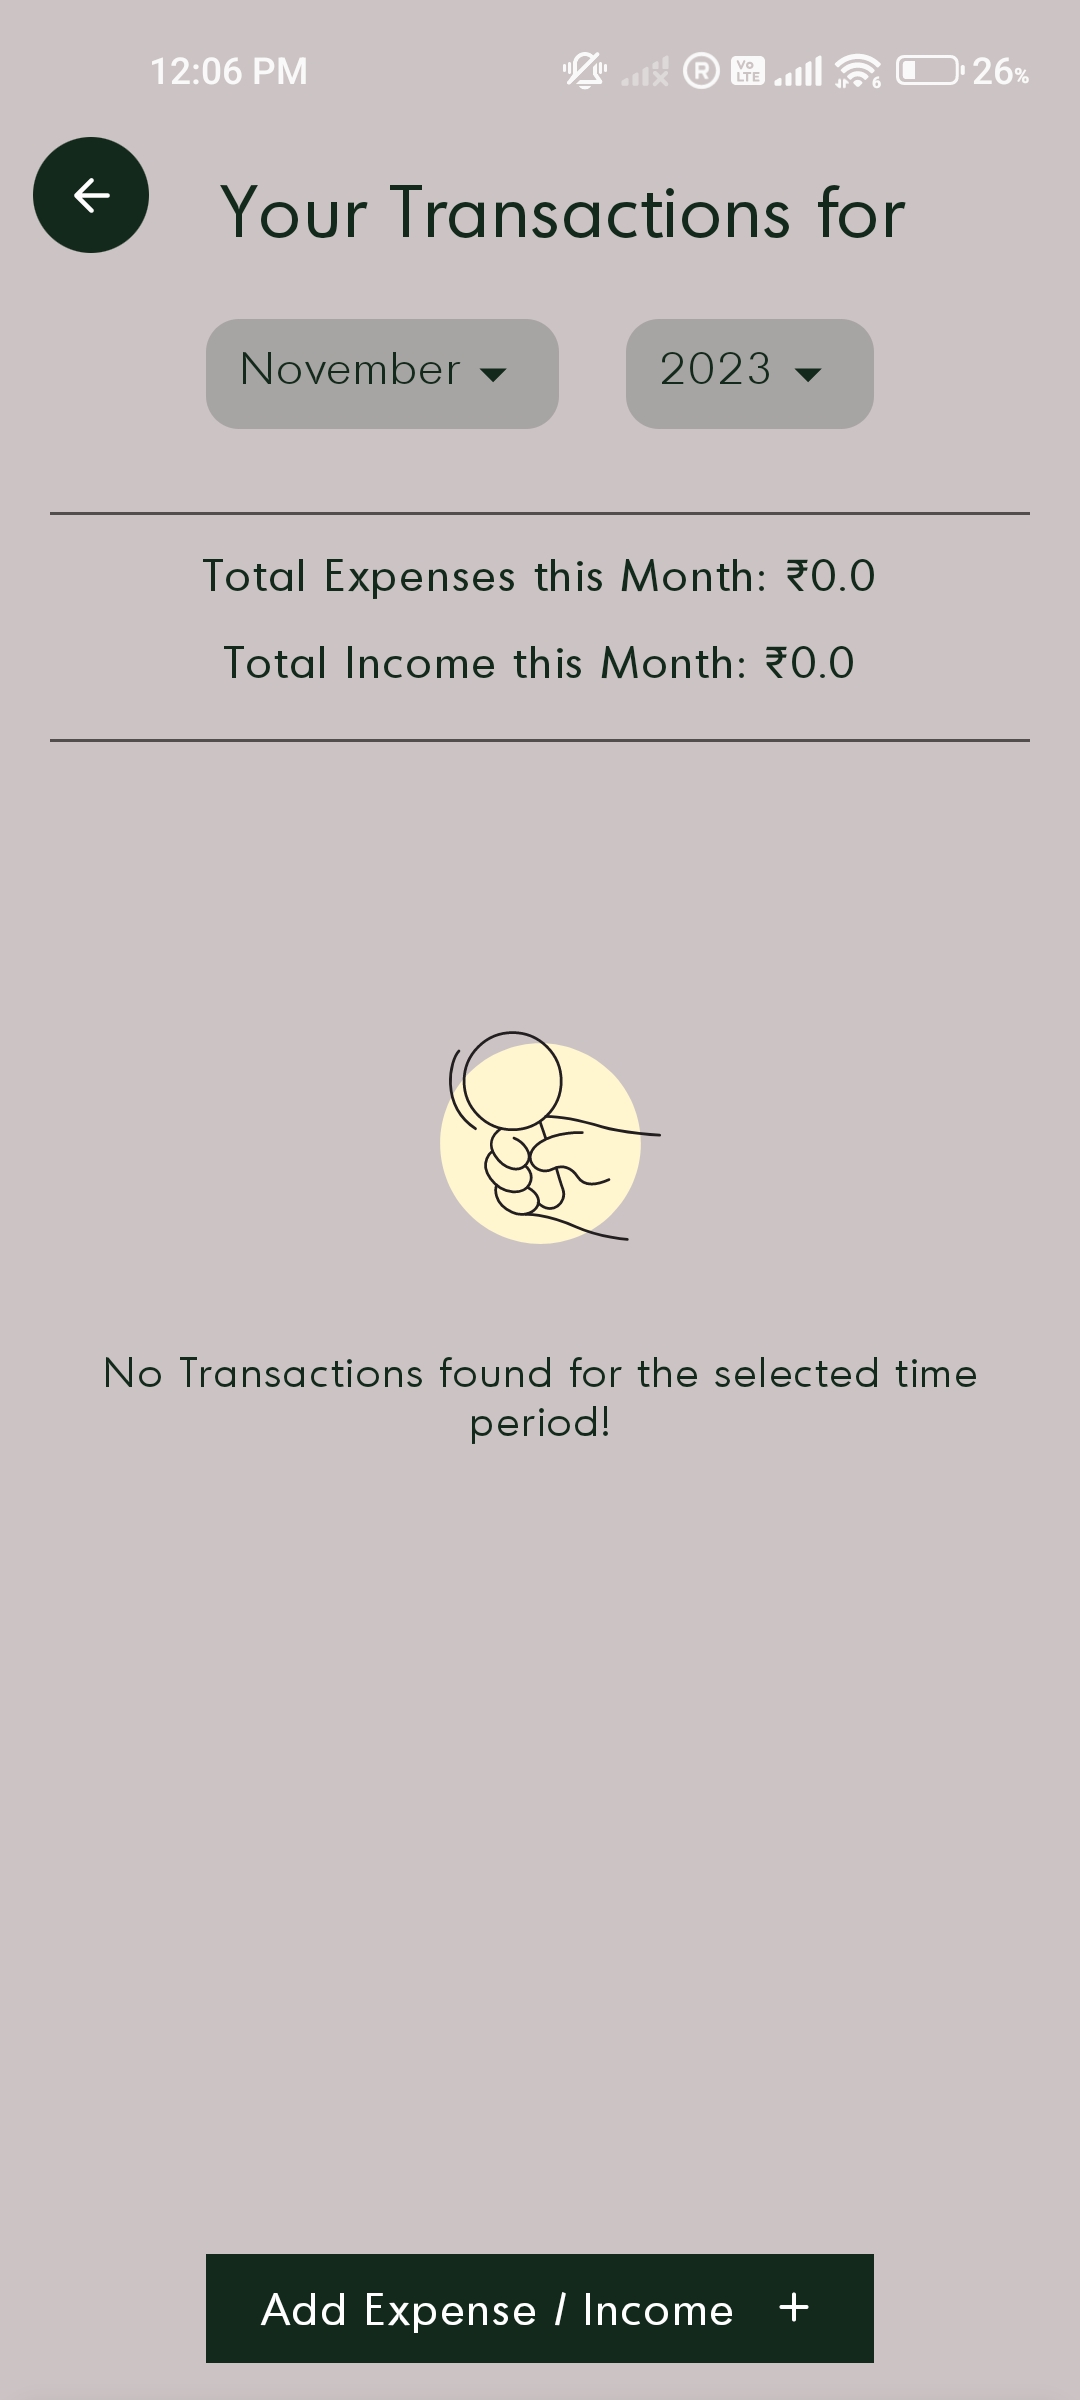 12:06 PM R Vo LTE 6 26%
Your Transactions for
November 2023
Total Expenses this Month: ₹0.0
Total Income this Month: ₹0.0
No Transactions found for the selected time
period!
Add Expense / Income +